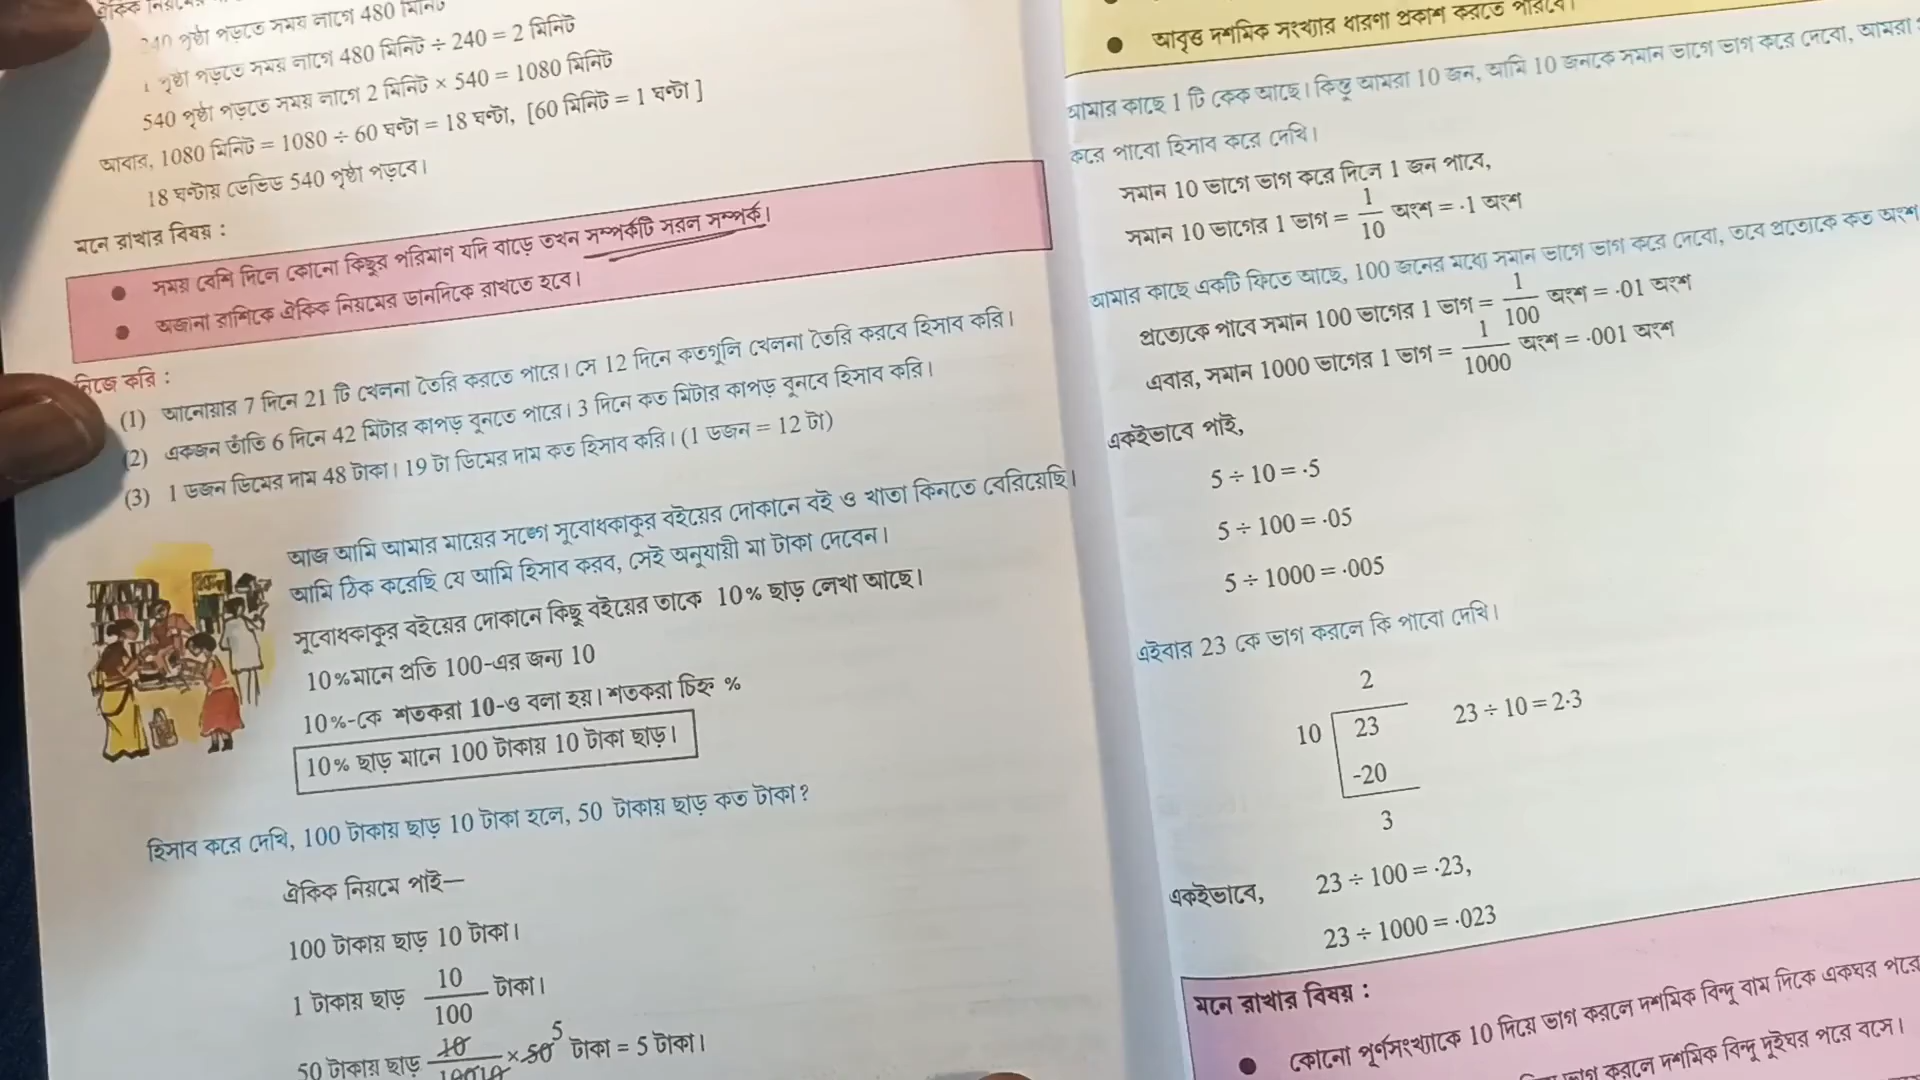 ঐকিক
240 পৃষ্ঠা পড়তে সময় লাগে 480 মিনিট
1 পৃষ্ঠা পড়তে সময় লাগে 480 মিনিট ÷ 240 = 2 মিনিট
540 পৃষ্ঠা পড়তে সময় লাগে 2 মিনিট × 540 = 1080 মিনিট
আবার, 1080 মিনিট = 1080 ÷ 60 ঘণ্টা = 18 ঘণ্টা, [60 মিনিট = 1 ঘণ্টা ]
18 ঘণ্টায় ডেভিড 540 পৃষ্ঠা পড়বে।
মনে রাখার বিষয় :
● সময় বেশি দিলে কোনো কিছুর পরিমাণ যদি বাড়ে তখন সম্পর্কটি সরল সম্পর্ক।
● অজানা রাশিকে ঐকিক নিয়মের ডানদিকে রাখতে হবে।
নিজে করি :
(1) আনোয়ার 7 দিনে 21 টি খেলনা তৈরি করতে পারে। সে 12 দিনে কতগুলি খেলনা তৈরি করবে হিসাব করি।
(2) একজন তাঁতি 6 দিনে 42 মিটার কাপড় বুনতে পারে। 3 দিনে কত মিটার কাপড় বুনবে হিসাব করি।
(3) 1 ডজন ডিমের দাম 48 টাকা। 19 টা ডিমের দাম কত হিসাব করি। (1 ডজন = 12 টা)
আজ আমি আমার মায়ের সঙ্গে সুবোধকাকুর বইয়ের দোকানে বই ও খাতা কিনতে বেরিয়েছি।
আমি ঠিক করেছি যে আমি হিসাব করব, সেই অনুযায়ী মা টাকা দেবেন।
সুবোধকাকুর বইয়ের দোকানে কিছু বইয়ের তাকে 10% ছাড় লেখা আছে।
10%মানে প্রতি 100-এর জন্য 10
10%-কে শতকরা 10-ও বলা হয়। শতকরা চিহ্ন %
10% ছাড় মানে 100 টাকায় 10 টাকা ছাড়।
হিসাব করে দেখি, 100 টাকায় ছাড় 10 টাকা হলে, 50 টাকায় ছাড় কত টাকা?
ঐকিক নিয়মে পাই—
100 টাকায় ছাড় 10 টাকা।
1 টাকায় ছাড় 10/100 টাকা।
50 টাকায় ছাড় 10/100 10 × 50 5 টাকা = 5 টাকা।
● আবৃত্ত দশমিক সংখ্যার ধারণা প্রকাশ করতে পারবে।
আমার কাছে 1 টি কেক আছে। কিন্তু আমরা 10 জন, আমি 10 জনকে সমান ভাগে ভাগ করে দেবো, আমরা
করে পাবো হিসাব করে দেখি।
সমান 10 ভাগে ভাগ করে দিলে 1 জন পাবে,
সমান 10 ভাগের 1 ভাগ = 1/10 অংশ = ·1 অংশ
আমার কাছে একটি ফিতে আছে, 100 জনের মধ্যে সমান ভাগে ভাগ করে দেবো, তবে প্রত্যেকে কত অংশ
প্রত্যেকে পাবে সমান 100 ভাগের 1 ভাগ = 1/100 অংশ = ·01 অংশ
এবার, সমান 1000 ভাগের 1 ভাগ = 1/1000 অংশ = ·001 অংশ
একইভাবে পাই,
5 ÷ 10 = ·5
5 ÷ 100 = ·05
5 ÷ 1000 = ·005
এইবার 23 কে ভাগ করলে কি পাবো দেখি।
2
10 23 23 ÷ 10 = 2·3
-20
3
একইভাবে, 23 ÷ 100 = ·23,
23 ÷ 1000 = ·023
মনে রাখার বিষয় :
● কোনো পূর্ণসংখ্যাকে 10 দিয়ে ভাগ করলে দশমিক বিন্দু বাম দিকে একঘর পরে
ভাগ করলে দশমিক বিন্দু দুইঘর পরে বসে।